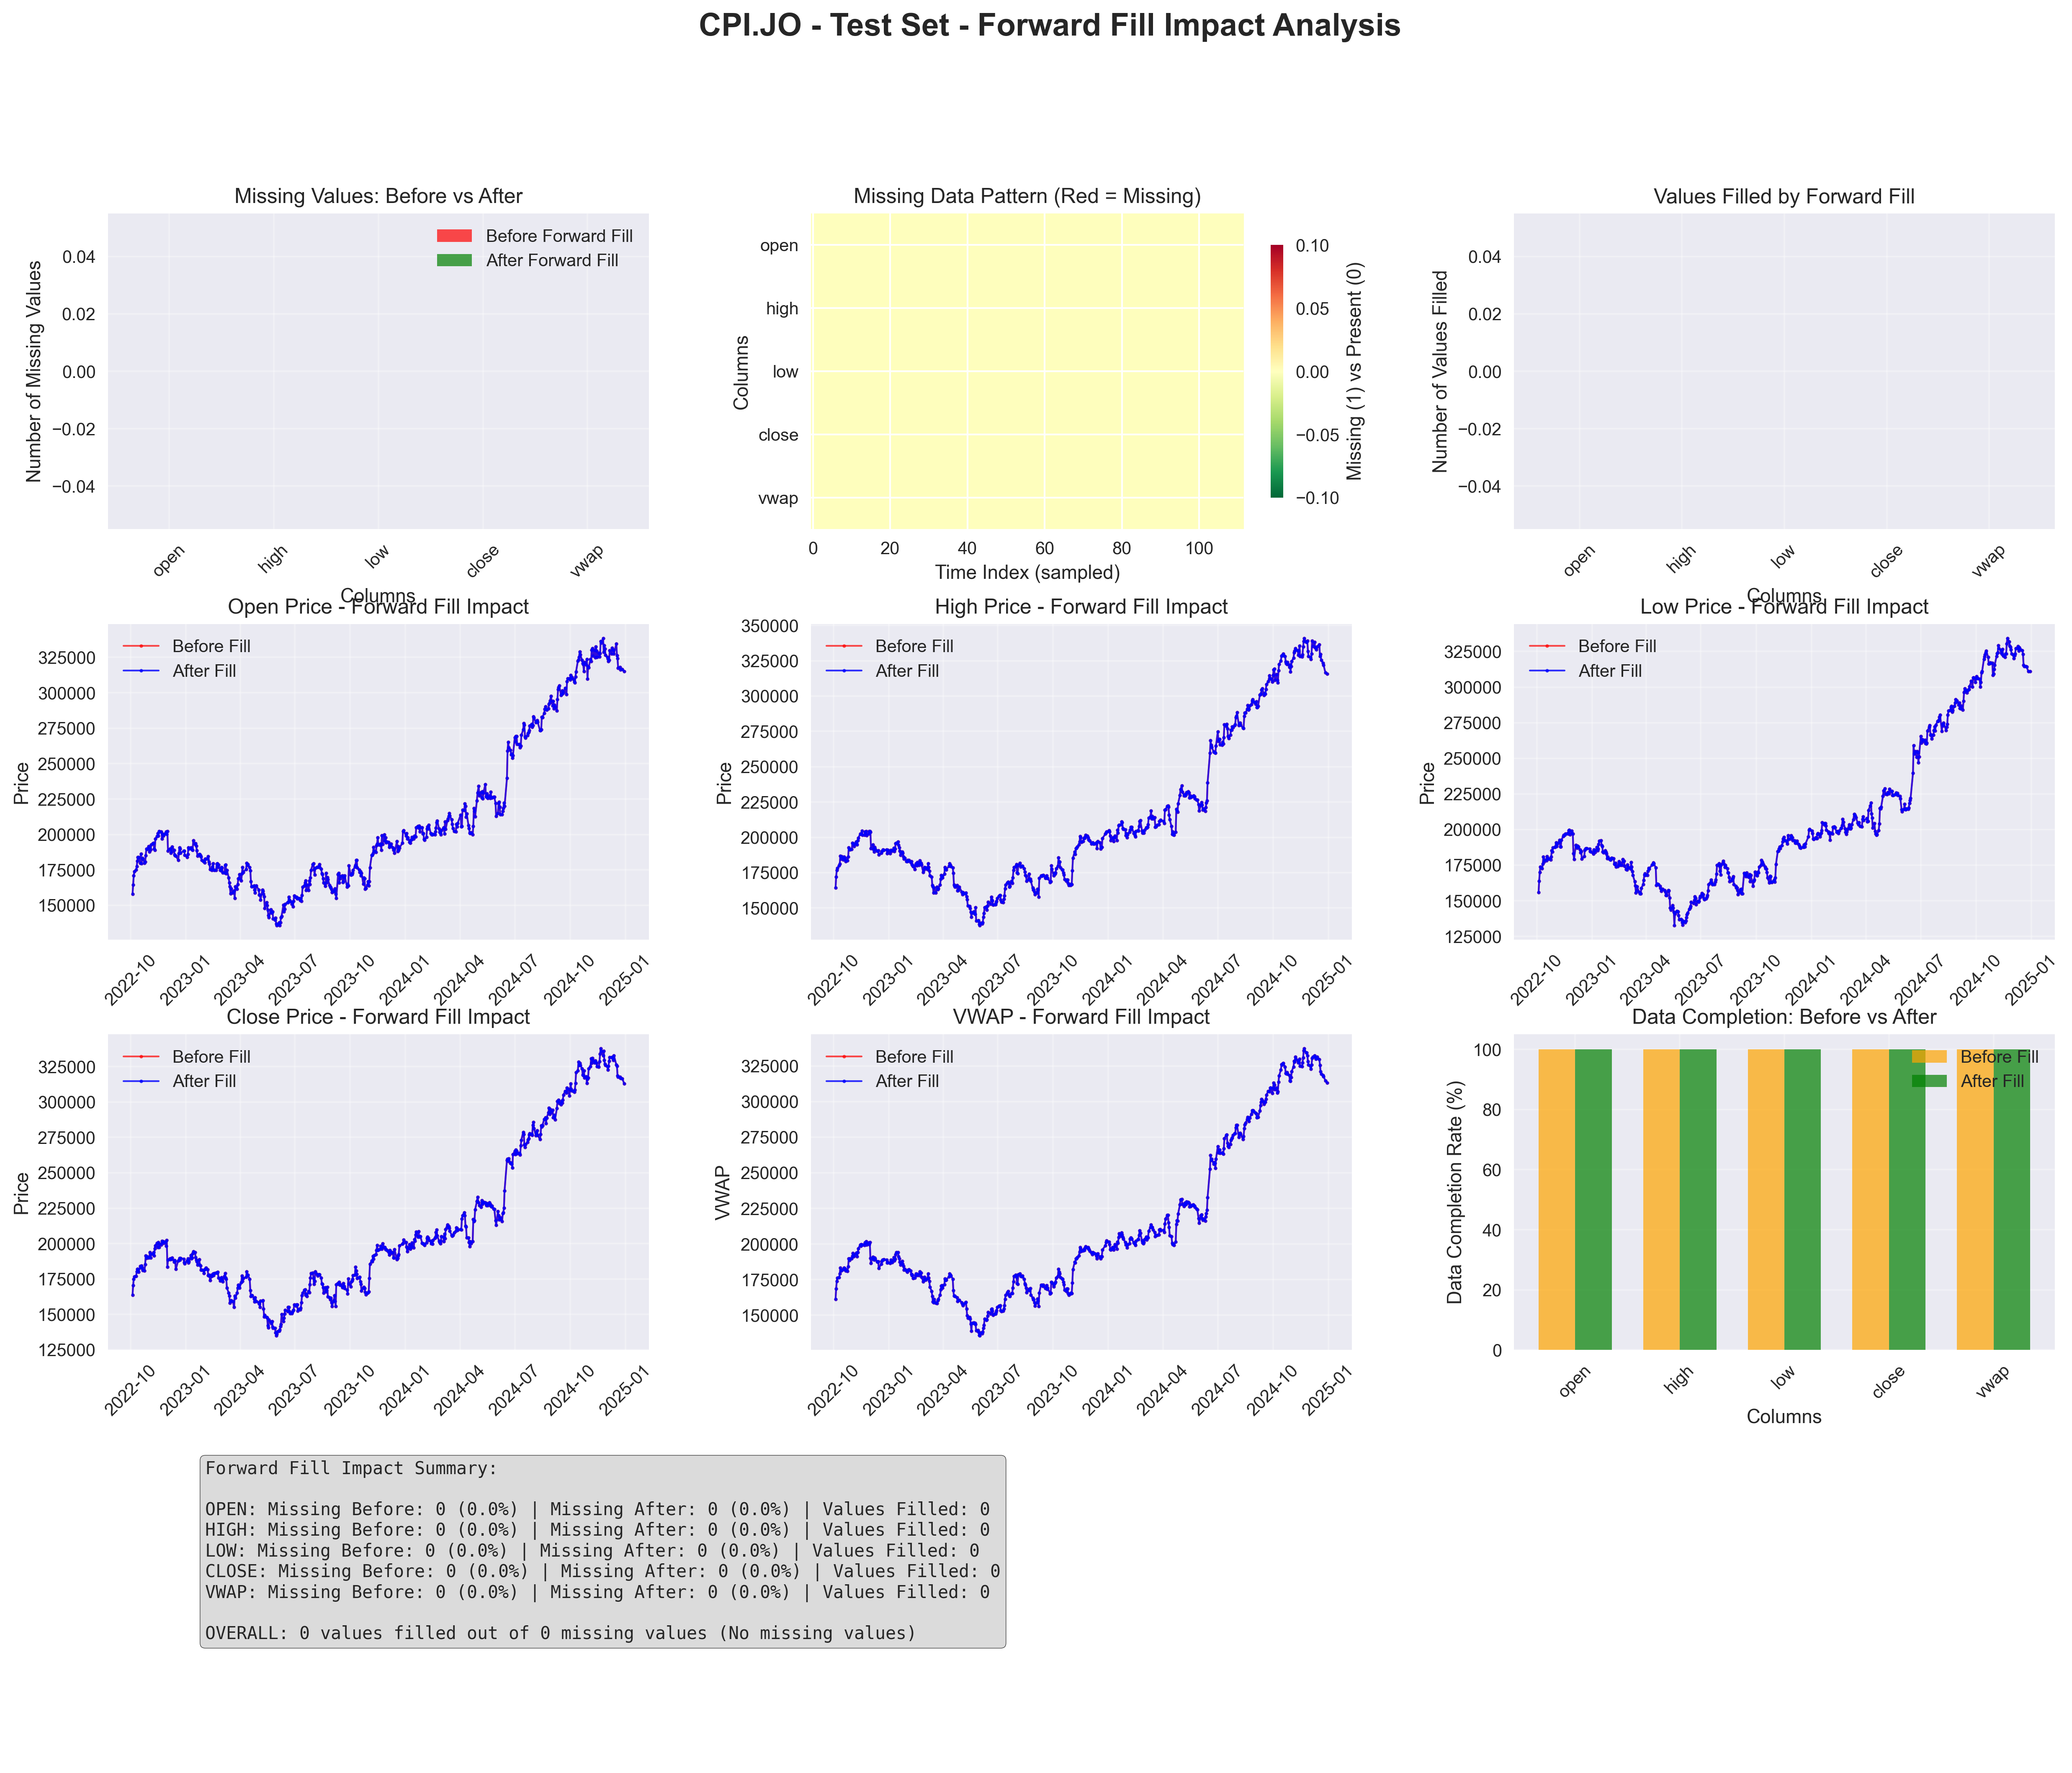 CPI.JO - Test Set - Forward Fill Impact Analysis
Missing Values: Before vs After
Number of Missing Values
0.04
0.02
0.00
−0.02
−0.04
Before Forward Fill
After Forward Fill
open
high
low
close
vwap
Columns
Missing Data Pattern (Red = Missing)
Columns
open
high
low
close
vwap
0
20
40
60
80
100
Time Index (sampled)
0.10
0.05
0.00
−0.05
−0.10
Missing (1) vs Present (0)
Values Filled by Forward Fill
Number of Values Filled
0.04
0.02
0.00
−0.02
−0.04
open
high
low
close
vwap
Columns
Open Price - Forward Fill Impact
Price
Before Fill
After Fill
325000
300000
275000
250000
225000
200000
175000
150000
2022-10
2023-01
2023-04
2023-07
2023-10
2024-01
2024-04
2024-07
2024-10
2025-01
High Price - Forward Fill Impact
Price
Before Fill
After Fill
350000
325000
300000
275000
250000
225000
200000
175000
150000
2022-10
2023-01
2023-04
2023-07
2023-10
2024-01
2024-04
2024-07
2024-10
2025-01
Low Price - Forward Fill Impact
Price
Before Fill
After Fill
325000
300000
275000
250000
225000
200000
175000
150000
125000
2022-10
2023-01
2023-04
2023-07
2023-10
2024-01
2024-04
2024-07
2024-10
2025-01
Close Price - Forward Fill Impact
Price
Before Fill
After Fill
325000
300000
275000
250000
225000
200000
175000
150000
125000
2022-10
2023-01
2023-04
2023-07
2023-10
2024-01
2024-04
2024-07
2024-10
2025-01
VWAP - Forward Fill Impact
VWAP
Before Fill
After Fill
325000
300000
275000
250000
225000
200000
175000
150000
2022-10
2023-01
2023-04
2023-07
2023-10
2024-01
2024-04
2024-07
2024-10
2025-01
Data Completion: Before vs After
Data Completion Rate (%)
Before Fill
After Fill
100
80
60
40
20
0
open
high
low
close
vwap
Columns
Forward Fill Impact Summary:
OPEN: Missing Before: 0 (0.0%) | Missing After: 0 (0.0%) | Values Filled: 0
HIGH: Missing Before: 0 (0.0%) | Missing After: 0 (0.0%) | Values Filled: 0
LOW: Missing Before: 0 (0.0%) | Missing After: 0 (0.0%) | Values Filled: 0
CLOSE: Missing Before: 0 (0.0%) | Missing After: 0 (0.0%) | Values Filled: 0
VWAP: Missing Before: 0 (0.0%) | Missing After: 0 (0.0%) | Values Filled: 0
OVERALL: 0 values filled out of 0 missing values (No missing values)